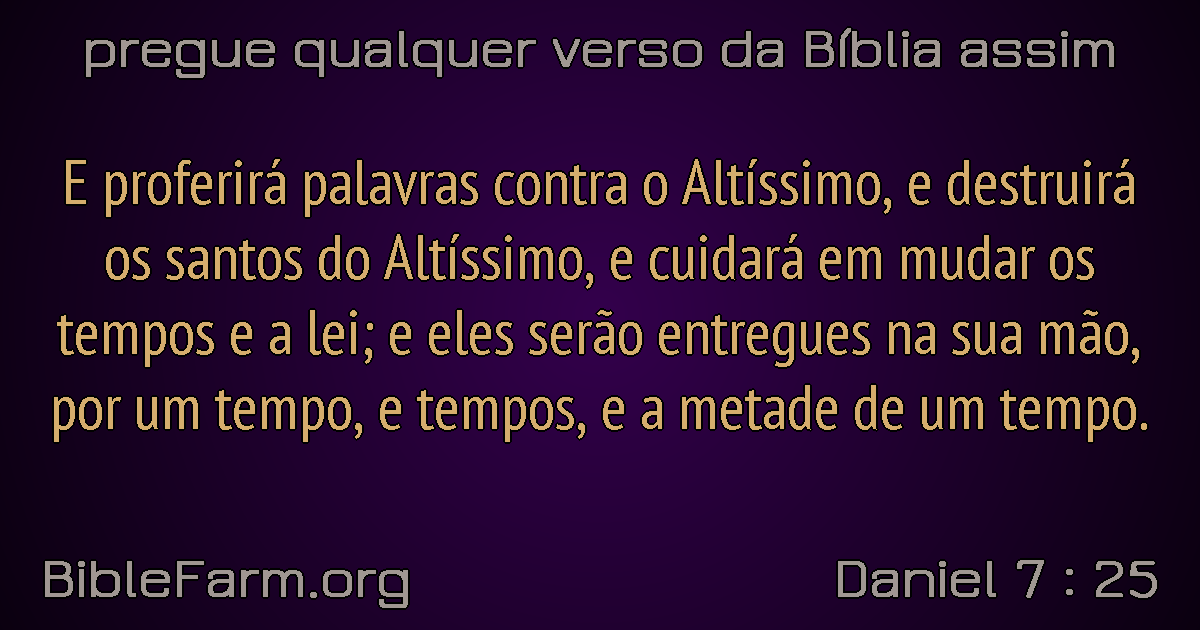 pregue qualquer verso da Bíblia assim
E proferirá palavras contra o Altíssimo, e destruirá
os santos do Altíssimo, e cuidará em mudar os
tempos e a lei; e eles serão entregues na sua mão,
por um tempo, e tempos, e a metade de um tempo.
BibleFarm.org
Daniel 7 : 25